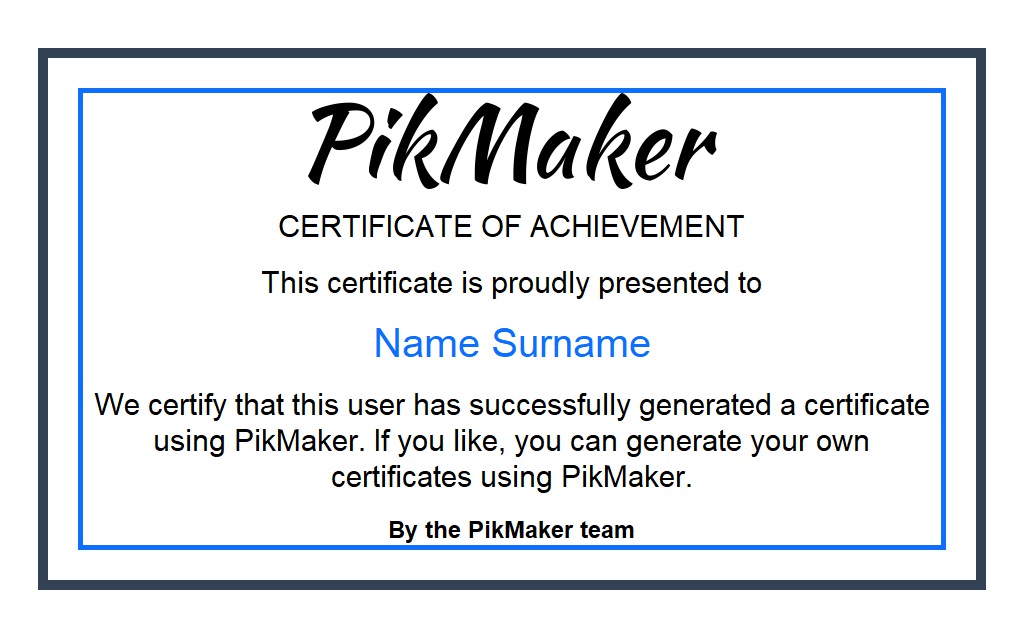 PikMaker
CERTIFICATE OF ACHIEVEMENT
This certificate is proudly presented to
Name Surname
We certify that this user has successfully generated a certificate
using PikMaker. If you like, you can generate your own
certificates using PikMaker.
By the PikMaker team